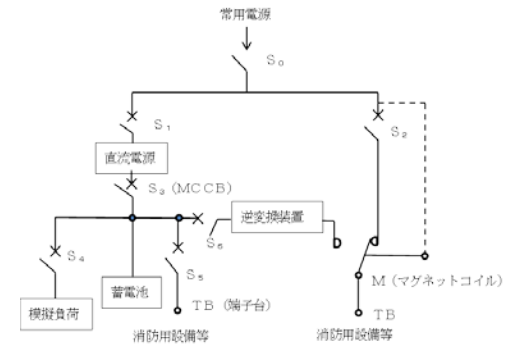 常用電源
S₀
S₁
S₂
直流電源
S₃ (MCCB)
逆変換装置
S₄
S₅
S₆
蓄電池
TB (端子台)
M (マグネットコイル)
模擬負荷
TB
消防用設備等
消防用設備等